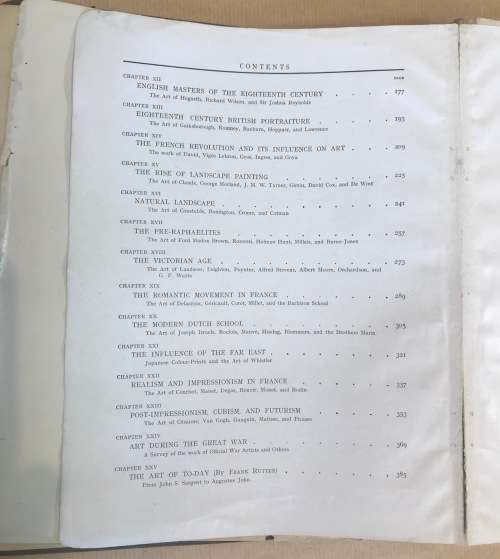 CONTENTS
CHAPTER XII PAGE
ENGLISH MASTERS OF THE EIGHTEENTH CENTURY . . . . 177
The Art of Hogarth, Richard Wilson, and Sir Joshua Reynolds
CHAPTER XIII
EIGHTEENTH CENTURY BRITISH PORTRAITURE . . . . 193
The Art of Gainsborough, Romney, Raeburn, Hoppner, and Lawrence
CHAPTER XIV
THE FRENCH REVOLUTION AND ITS INFLUENCE ON ART . . . 209
The work of David, Vigée Lebrun, Gros, Ingres, and Goya
CHAPTER XV
THE RISE OF LANDSCAPE PAINTING . . . . . . 225
The Art of Claude, George Morland, J. M. W. Turner, Girtin, David Cox, and De Wint
CHAPTER XVI
NATURAL LANDSCAPE . . . . . . . . 241
The Art of Constable, Bonington, Crome, and Cotman
CHAPTER XVII
THE PRE-RAPHAELITES . . . . . . . . 257
The Art of Ford Madox Brown, Rossetti, Holman Hunt, Millais, and Burne-Jones
CHAPTER XVIII
THE VICTORIAN AGE . . . . . . . . 273
The Art of Landseer, Leighton, Poynter, Alfred Stevens, Albert Moore, Orchardson, and
G. F. Watts
CHAPTER XIX
THE ROMANTIC MOVEMENT IN FRANCE . . . . . . 289
The Art of Delacroix, Géricault, Corot, Millet, and the Barbizon School
CHAPTER XX
THE MODERN DUTCH SCHOOL . . . . . . . 305
The Art of Joseph Israels, Bosboom, Mauve, Mesdag, Blommers, and the Brothers Maris
CHAPTER XXI
THE INFLUENCE OF THE FAR EAST . . . . . . 321
Japanese Colour-Prints and the Art of Whistler
CHAPTER XXII
REALISM AND IMPRESSIONISM IN FRANCE . . . . . 337
The Art of Courbet, Manet, Degas, Renoir, Monet, and Rodin
CHAPTER XXIII
POST-IMPRESSIONISM, CUBISM, AND FUTURISM . . . . . 353
The Art of Cézanne, Van Gogh, Gauguin, Matisse, and Picasso
CHAPTER XXIV
ART DURING THE GREAT WAR . . . . . . . 369
A Survey of the work of Official War Artists and Others
CHAPTER XXV
THE ART OF TO-DAY (By FRANK RUTTER) . . . . . . 385
From John S. Sargent to Augustus John